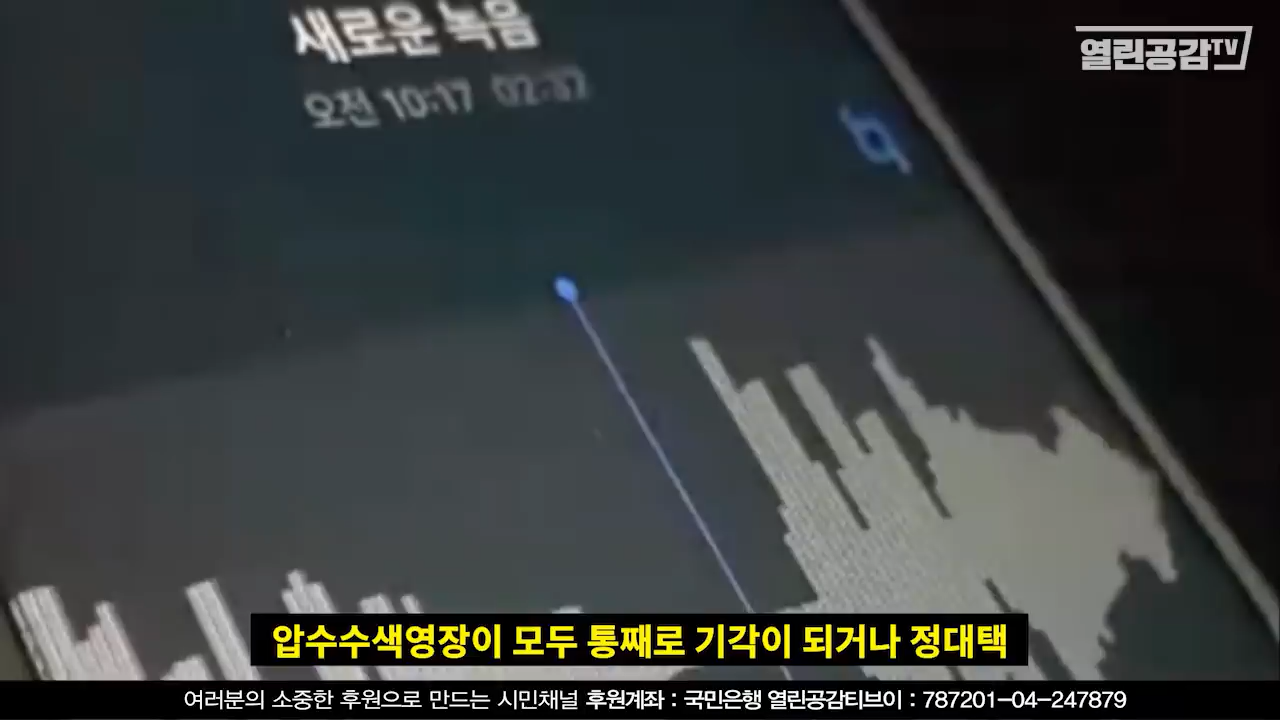 새로운 녹음
오전 10:17 02:37
열린공감TV
압수수색영장이 모두 통째로 기각이 되거나 정대택
여러분의 소중한 후원으로 만드는 시민채널 후원계좌 : 국민은행 열린공감티브이 : 787201-04-247879